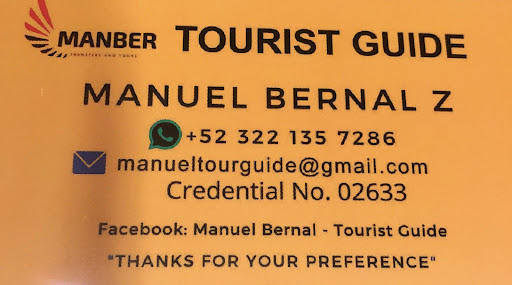 MANBER
TRANSFERS AND TOURS
TOURIST GUIDE
MANUEL BERNAL Z
+52 322 135 7286
manueltourguide@gmail.com
Credential No. 02633
Facebook: Manuel Bernal - Tourist Guide
"THANKS FOR YOUR PREFERENCE"